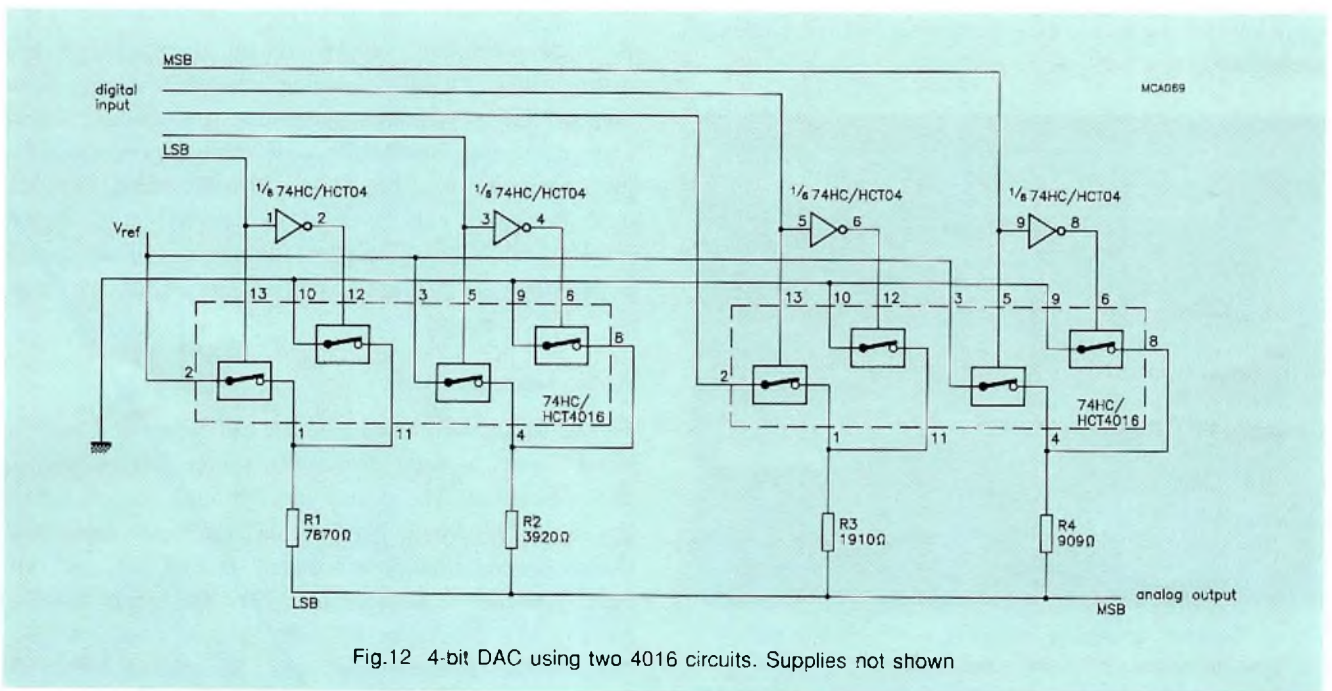 MSB
MCA069
digital
input
LSB
1/6 74HC/HCT04
1/6 74HC/HCT04
1/6 74HC/HCT04
1/6 74HC/HCT04
1 2
3 4
5 6
9 8
Vref
13 10 12 3 5 9 6
13 10 12 3 5 9 6
8
8
2
2
74HC/
HCT4016
74HC/
HCT4016
1 11 4
1 11 4
R1
7870Ω
R2
3920Ω
R3
1910Ω
R4
909Ω
LSB
MSB
analog output
Fig.12 4-bit DAC using two 4016 circuits. Supplies not shown